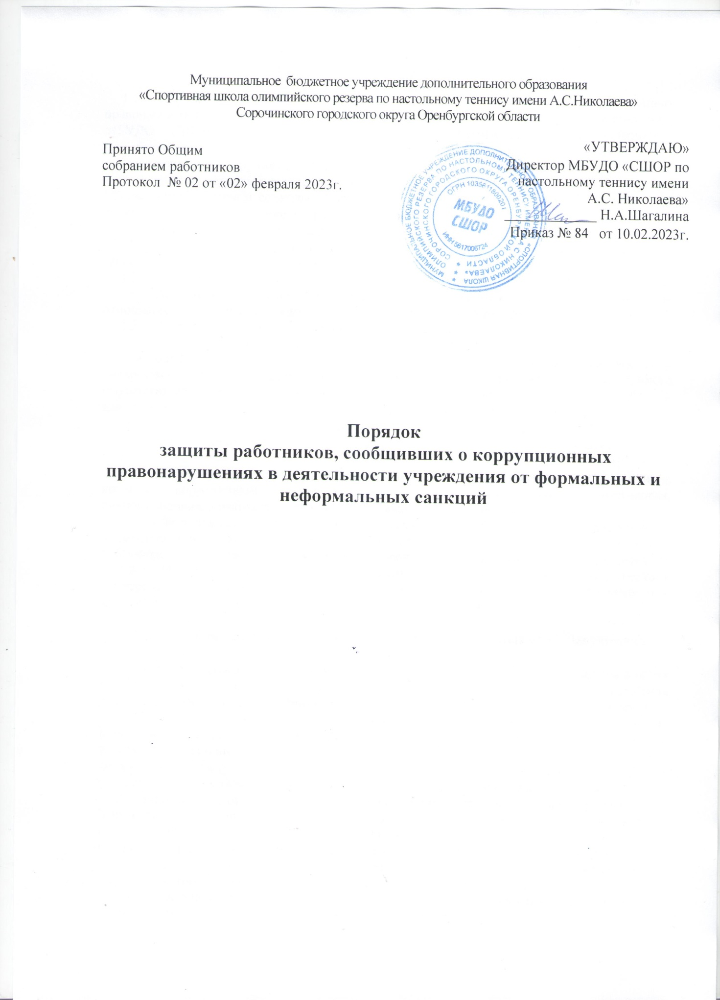 Муниципальное бюджетное учреждение дополнительного образования
«Спортивная школа олимпийского резерва по настольному теннису имени А.С.Николаева»
Сорочинского городского округа Оренбургской области
Принято Общим
собранием работников
Протокол № 02 от «02» февраля 2023г.
«УТВЕРЖДАЮ»
Директор МБУДО «СШОР по
настольному теннису имени
А.С. Николаева»
Н.А.Шагалина
Приказ № 84 от 10.02.2023г.
МУНИЦИПАЛЬНОЕ БЮДЖЕТНОЕ УЧРЕЖДЕНИЕ ДОПОЛНИТЕЛЬНОГО ОБРАЗОВАНИЯ «СПОРТИВНАЯ ШКОЛА
ОЛИМПИЙСКОГО РЕЗЕРВА ПО НАСТОЛЬНОМУ ТЕННИСУ ИМЕНИ А С НИКОЛАЕВА»
СОРОЧИНСКОГО ГОРОДСКОГО ОКРУГА ОРЕНБУРГСКОЙ ОБЛАСТИ
ОГРН 1035611800201
МБУДО
СШОР
ИНН 5617006724
Порядок
защиты работников, сообщивших о коррупционных
правонарушениях в деятельности учреждения от формальных и
неформальных санкций